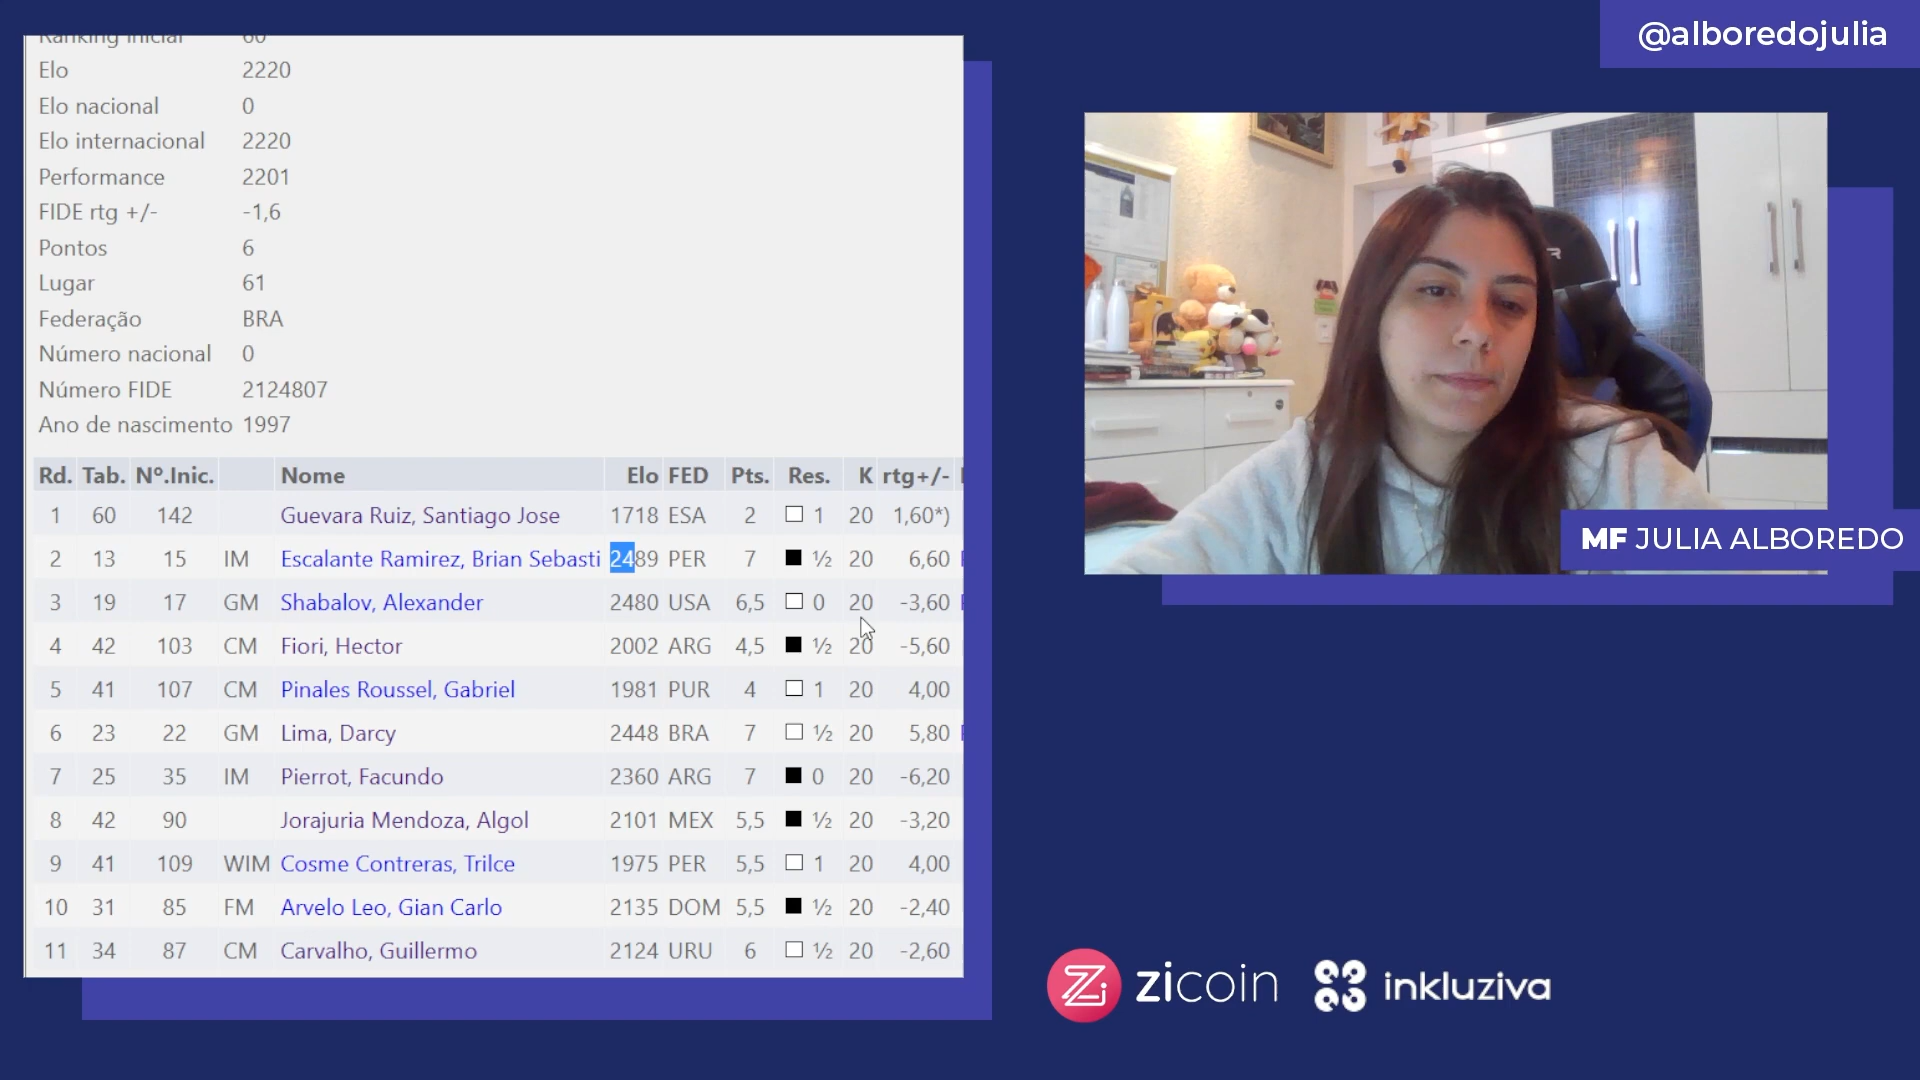 @alboredojulia
Ranking inicial 60
Elo 2220
Elo nacional 0
Elo internacional 2220
Performance 2201
FIDE rtg +/- -1,6
Pontos 6
Lugar 61
Federação BRA
Número nacional 0
Número FIDE 2124807
Ano de nascimento 1997
Rd. Tab. Nº.Inic. Nome Elo FED Pts. Res. K rtg+/-
1 60 142 Guevara Ruiz, Santiago Jose 1718 ESA 2 1 20 1,60*)
2 13 15 IM Escalante Ramirez, Brian Sebasti 2489 PER 7 ½ 20 6,60
3 19 17 GM Shabalov, Alexander 2480 USA 6,5 0 20 -3,60
4 42 103 CM Fiori, Hector 2002 ARG 4,5 ½ 20 -5,60
5 41 107 CM Pinales Roussel, Gabriel 1981 PUR 4 1 20 4,00
6 23 22 GM Lima, Darcy 2448 BRA 7 ½ 20 5,80
7 25 35 IM Pierrot, Facundo 2360 ARG 7 0 20 -6,20
8 42 90 Jorajuria Mendoza, Algol 2101 MEX 5,5 ½ 20 -3,20
9 41 109 WIM Cosme Contreras, Trilce 1975 PER 5,5 1 20 4,00
10 31 85 FM Arvelo Leo, Gian Carlo 2135 DOM 5,5 ½ 20 -2,40
11 34 87 CM Carvalho, Guillermo 2124 URU 6 ½ 20 -2,60
MF JULIA ALBOREDO
Zi zicoin inkluziva